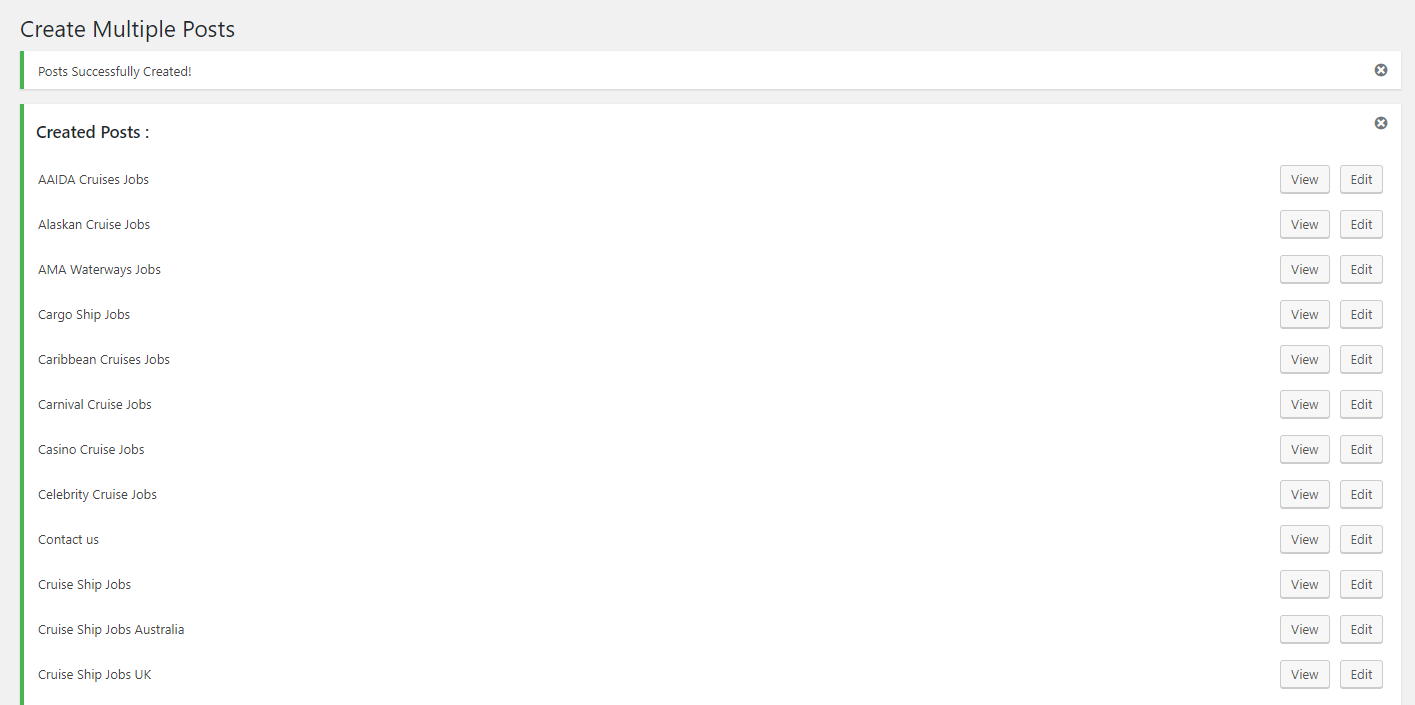 Create Multiple Posts
Posts Successfully Created!
Created Posts :
AAIDA Cruises Jobs View Edit
Alaskan Cruise Jobs View Edit
AMA Waterways Jobs View Edit
Cargo Ship Jobs View Edit
Caribbean Cruises Jobs View Edit
Carnival Cruise Jobs View Edit
Casino Cruise Jobs View Edit
Celebrity Cruise Jobs View Edit
Contact us View Edit
Cruise Ship Jobs View Edit
Cruise Ship Jobs Australia View Edit
Cruise Ship Jobs UK View Edit